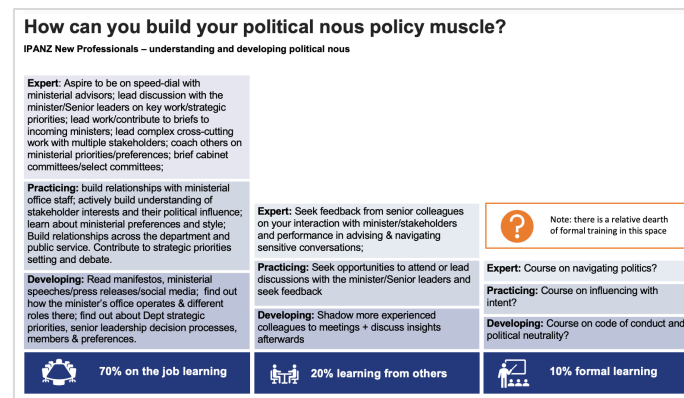 How can you build your political nous policy muscle?
IPANZ New Professionals – understanding and developing political nous
Expert: Aspire to be on speed-dial with
ministerial advisors; lead discussion with the
minister/Senior leaders on key work/strategic
priorities; lead work/contribute to briefs to
incoming ministers; lead complex cross-cutting
work with multiple stakeholders; coach others on
ministerial priorities/preferences; brief cabinet
committees/select committees;
Practicing: build relationships with ministerial
office staff; actively build understanding of
stakeholder interests and their political influence;
learn about ministerial preferences and style;
Build relationships across the department and
public service. Contribute to strategic priorities
setting and debate.
Developing: Read manifestos, ministerial
speeches/press releases/social media; find out
how the minister's office operates & different
roles there; find out about Dept strategic
priorities, senior leadership decision processes,
members & preferences.
70% on the job learning
Expert: Seek feedback from senior colleagues
on your interaction with minister/stakeholders
and performance in advising & navigating
sensitive conversations;
Practicing: Seek opportunities to attend or lead
discussions with the minister/Senior leaders and
seek feedback
Developing: Shadow more experienced
colleagues to meetings + discuss insights
afterwards
20% learning from others
?
Note: there is a relative dearth
of formal training in this space
Expert: Course on navigating politics?
Practicing: Course on influencing with
intent?
Developing: Course on code of conduct and
political neutrality?
10% formal learning